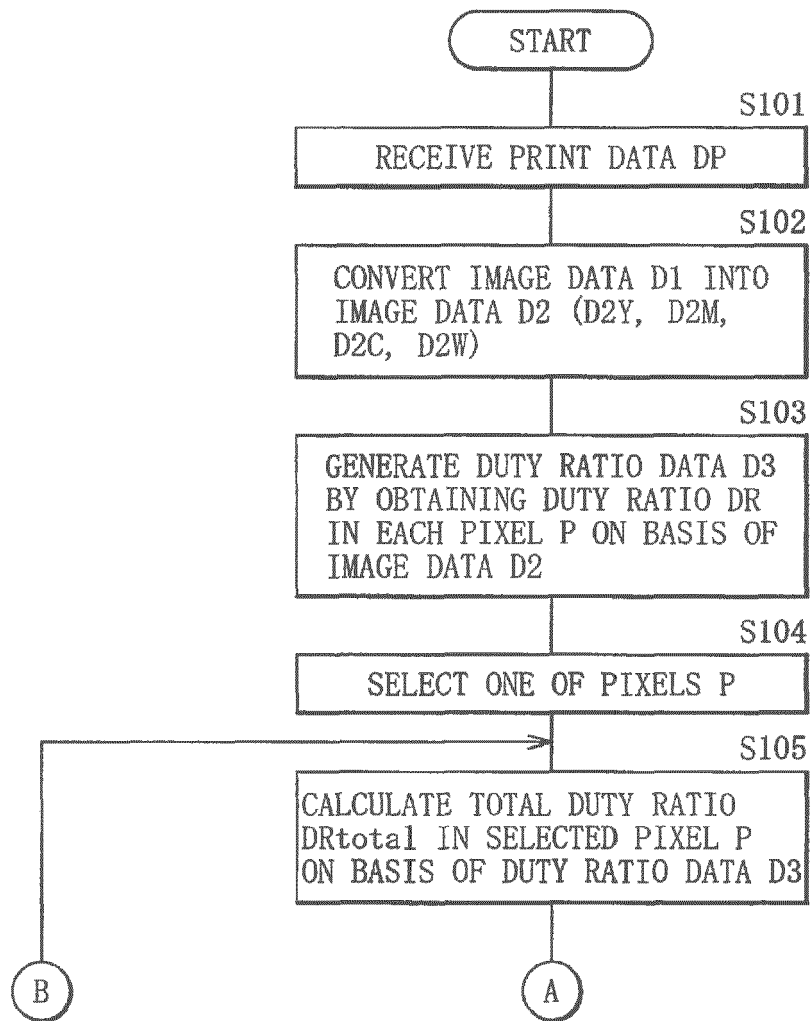 START
S101
RECEIVE PRINT DATA DP
S102
CONVERT IMAGE DATA D1 INTO
IMAGE DATA D2 (D2Y, D2M,
D2C, D2W)
S103
GENERATE DUTY RATIO DATA D3
BY OBTAINING DUTY RATIO DR
IN EACH PIXEL P ON BASIS OF
IMAGE DATA D2
S104
SELECT ONE OF PIXELS P
S105
CALCULATE TOTAL DUTY RATIO
DRtotal IN SELECTED PIXEL P
ON BASIS OF DUTY RATIO DATA D3
B
A